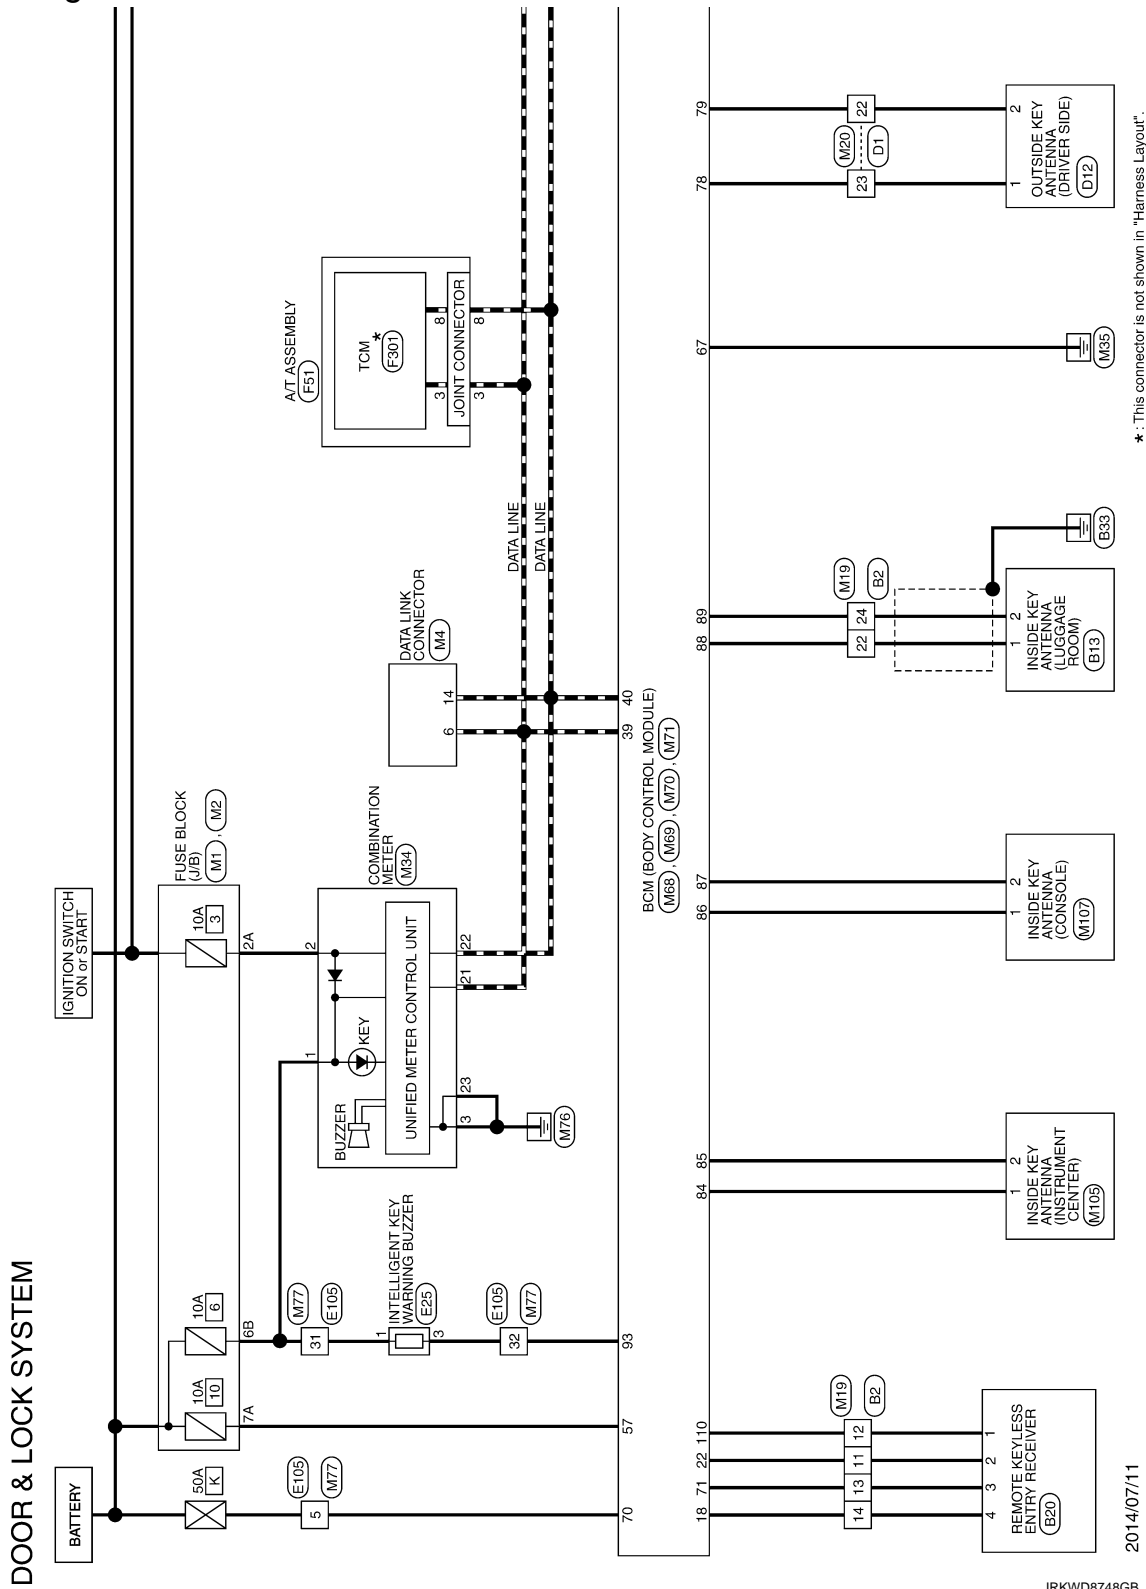 DOOR & LOCK SYSTEM
BATTERY
IGNITION SWITCH
ON or START
50A
K
10A
10
10A
6
10A
3
FUSE BLOCK
(J/B)
M1 , M2
7A
6B
2A
E105
M77
5
M77
E105
31
1
INTELLIGENT KEY
WARNING BUZZER
E25
3
E105
M77
32
1
2
COMBINATION
METER
M34
BUZZER
KEY
UNIFIED METER CONTROL UNIT
3
23
21
22
M76
DATA LINK
CONNECTOR
M4
6
14
DATA LINE
DATA LINE
A/T ASSEMBLY
F51
TCM
*
F301
3
8
JOINT CONNECTOR
3
8
70
57
93
39
40
BCM (BODY CONTROL MODULE)
M68 , M69 , M70 , M71
18
71
22
110
84
85
86
87
88
89
67
78
79
M19
B2
14
13
11
12
4
3
2
1
REMOTE KEYLESS
ENTRY RECEIVER
B20
1
2
INSIDE KEY
ANTENNA
(INSTRUMENT
CENTER)
M105
1
2
INSIDE KEY
ANTENNA
(CONSOLE)
M107
22
24
M19
B2
1
2
INSIDE KEY
ANTENNA
(LUGGAGE
ROOM)
B13
B33
M35
23
22
M20
D1
1
2
OUTSIDE KEY
ANTENNA
(DRIVER SIDE)
D12
* : This connector is not shown in "Harness Layout".
2014/07/11
JRKWD8748GB